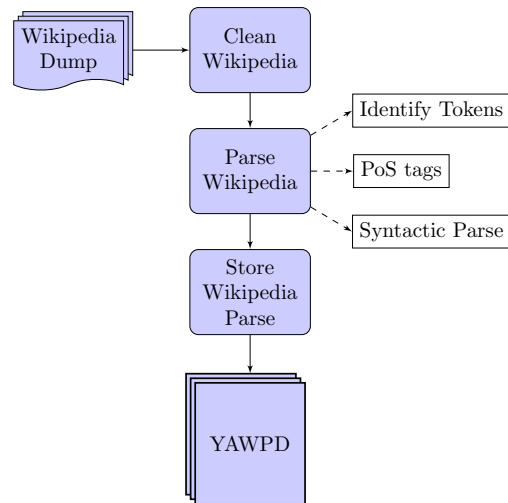 Wikipedia
Dump
Clean
Wikipedia
Parse
Wikipedia
Identify Tokens
PoS tags
Syntactic Parse
Store
Wikipedia
Parse
YAWPD